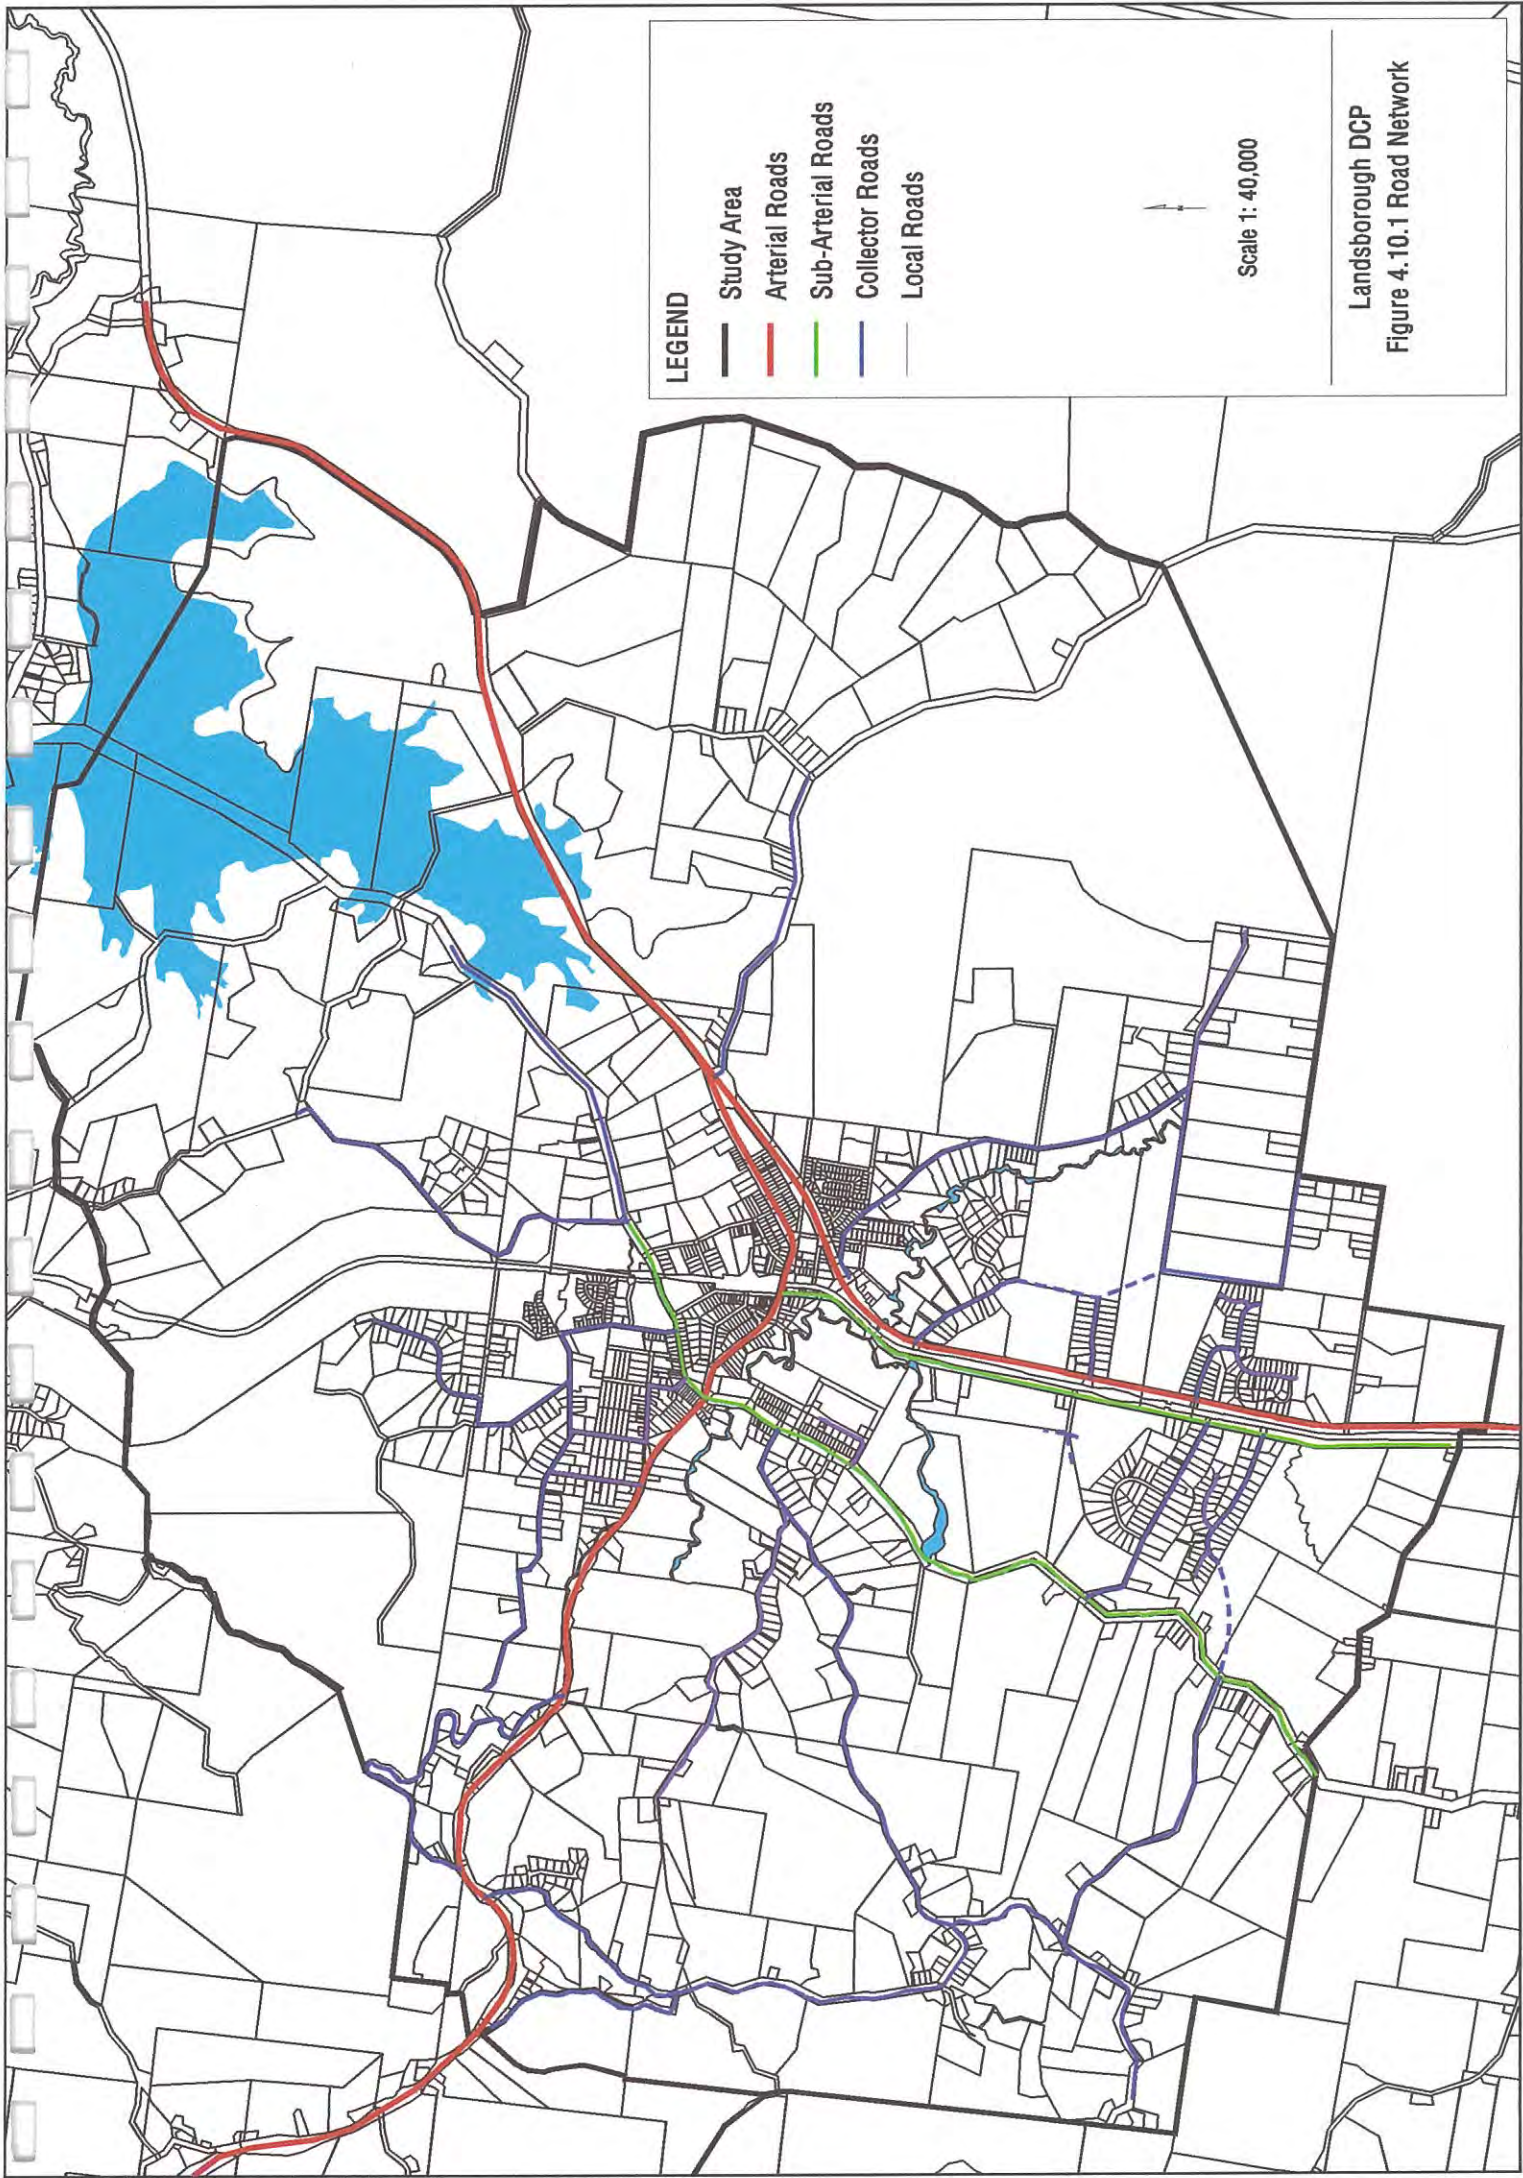 LEGEND
Study Area
Arterial Roads
Sub-Arterial Roads
Collector Roads
Local Roads
Scale 1: 40,000
Landsborough DCP
Figure 4.10.1 Road Network